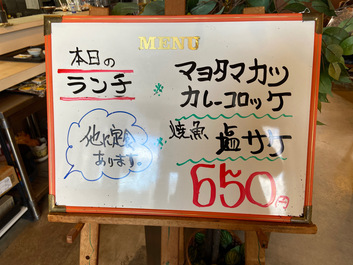 MENU
本日の
ランチ
マヨタマカツ
カレーコロッケ
焼魚 塩サケ
650円
他に定食
あります